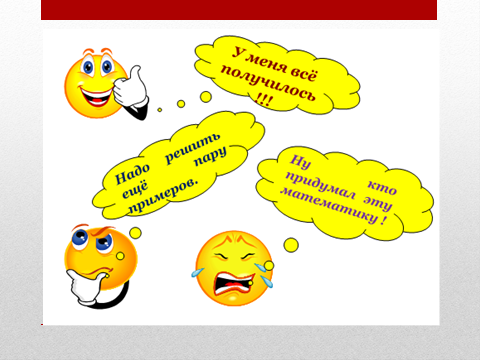 У меня всё
получилось
!!!
Надо решить
ещё пару
примеров.
Ну кто
придумал эту
математику !